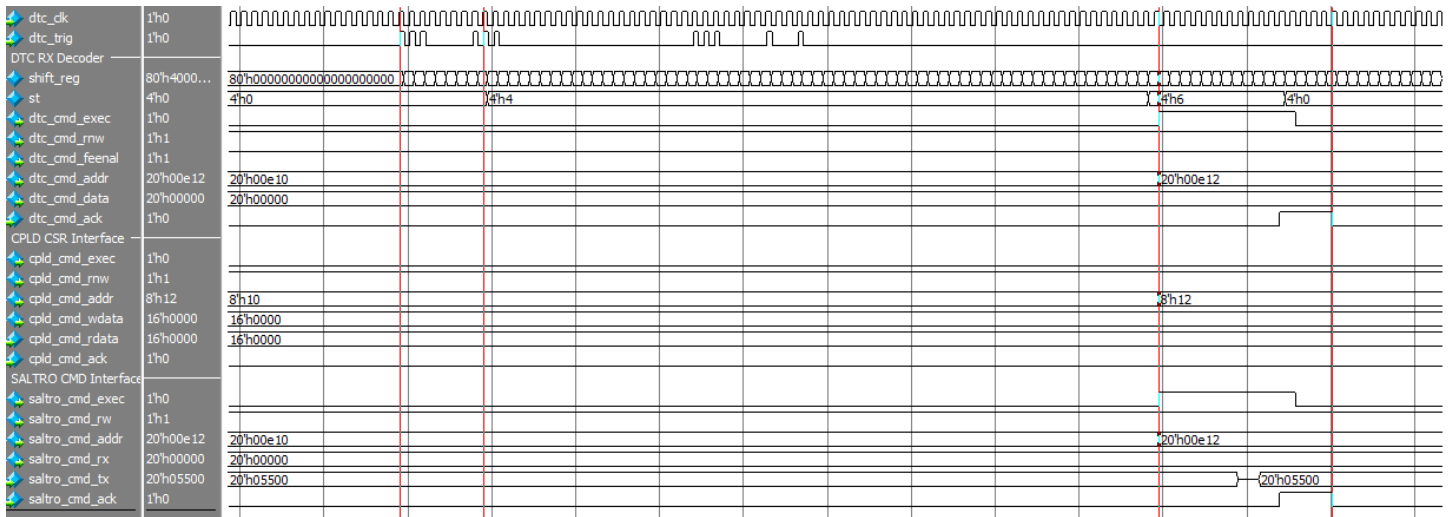 dtc_clk 1'h0
dtc_trig 1'h0
DTC RX Decoder
shift_reg 80'h4000... 80'h00000000000000000000
st 4'h0 4'h0 4'h4 4'h6 4'h0
dtc_cmd_exec 1'h0
dtc_cmd_rnw 1'h1
dtc_cmd_feenal 1'h1
dtc_cmd_addr 20'h00e12 20'h00e10 20'h00e12
dtc_cmd_data 20'h00000 20'h00000
dtc_cmd_ack 1'h0
CPLD CSR Interface
cpld_cmd_exec 1'h0
cpld_cmd_rnw 1'h1
cpld_cmd_addr 8'h12 8'h10 8'h12
cpld_cmd_wdata 16'h0000 16'h0000
cpld_cmd_rdata 16'h0000 16'h0000
cpld_cmd_ack 1'h0
SALTRO CMD Interface
saltro_cmd_exec 1'h0
saltro_cmd_rw 1'h1
saltro_cmd_addr 20'h00e12 20'h00e10 20'h00e12
saltro_cmd_rx 20'h00000 20'h00000
saltro_cmd_tx 20'h05500 20'h05500 20'h05500
saltro_cmd_ack 1'h0